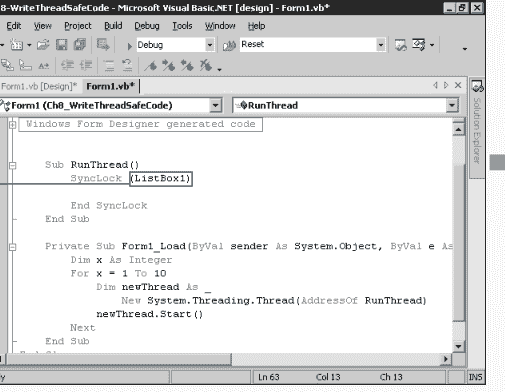 8-WriteThreadSafeCode - Microsoft Visual Basic.NET [design] - Form1.vb*
Edit View Project Build Debug Tools Window Help
Debug Reset
Form1.vb [Design]* Form1.vb*
Form1 (Ch8_WriteThreadSafeCode) RunThread
Windows Form Designer generated code
Sub RunThread()
SyncLock (ListBox1)
End SyncLock
End Sub
Private Sub Form1_Load(ByVal sender As System.Object, ByVal e As
Dim x As Integer
For x = 1 To 10
Dim newThread As _
New System.Threading.Thread(AddressOf RunThread)
newThread.Start()
Next
End Sub
Ln 63 Col 13 Ch 13 INS
Solution Explorer